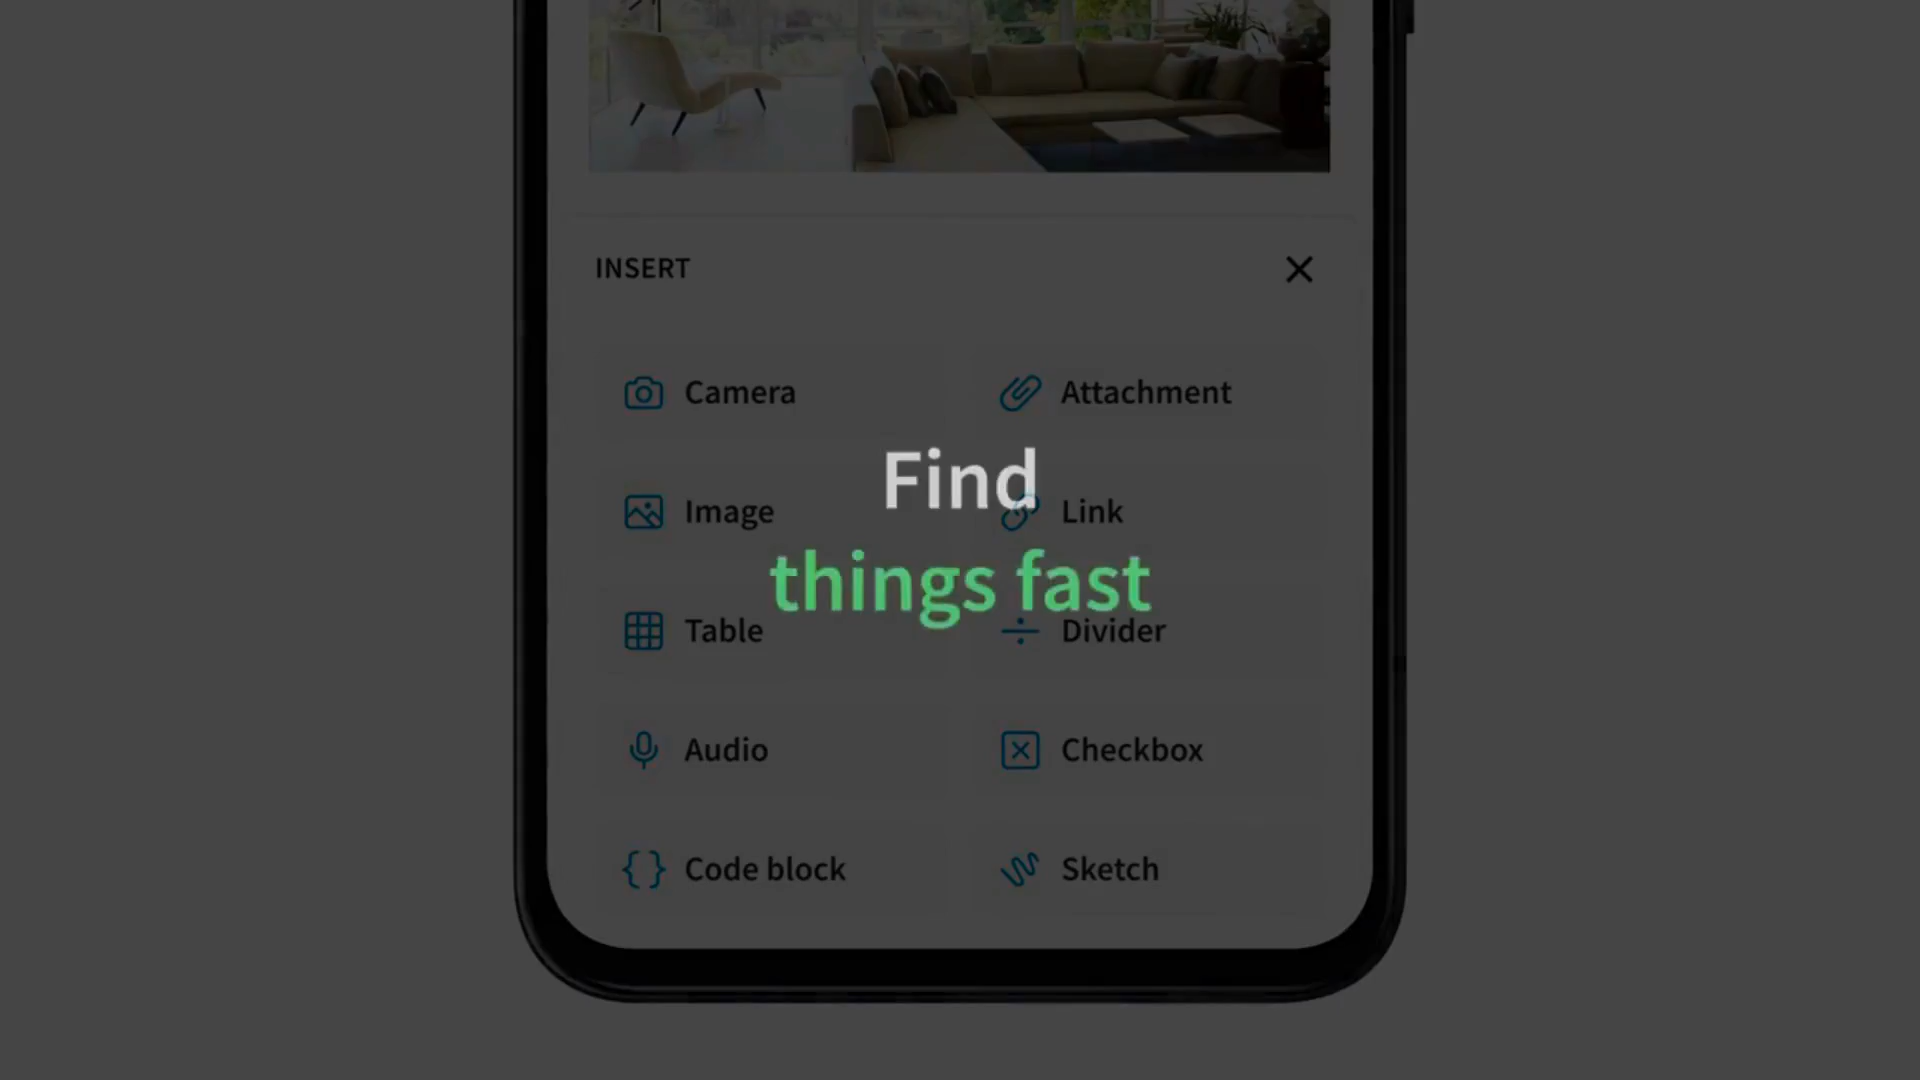 INSERT
Camera
Attachment
Find
Image
Link
things fast
Table
Divider
Audio
Checkbox
Code block
Sketch